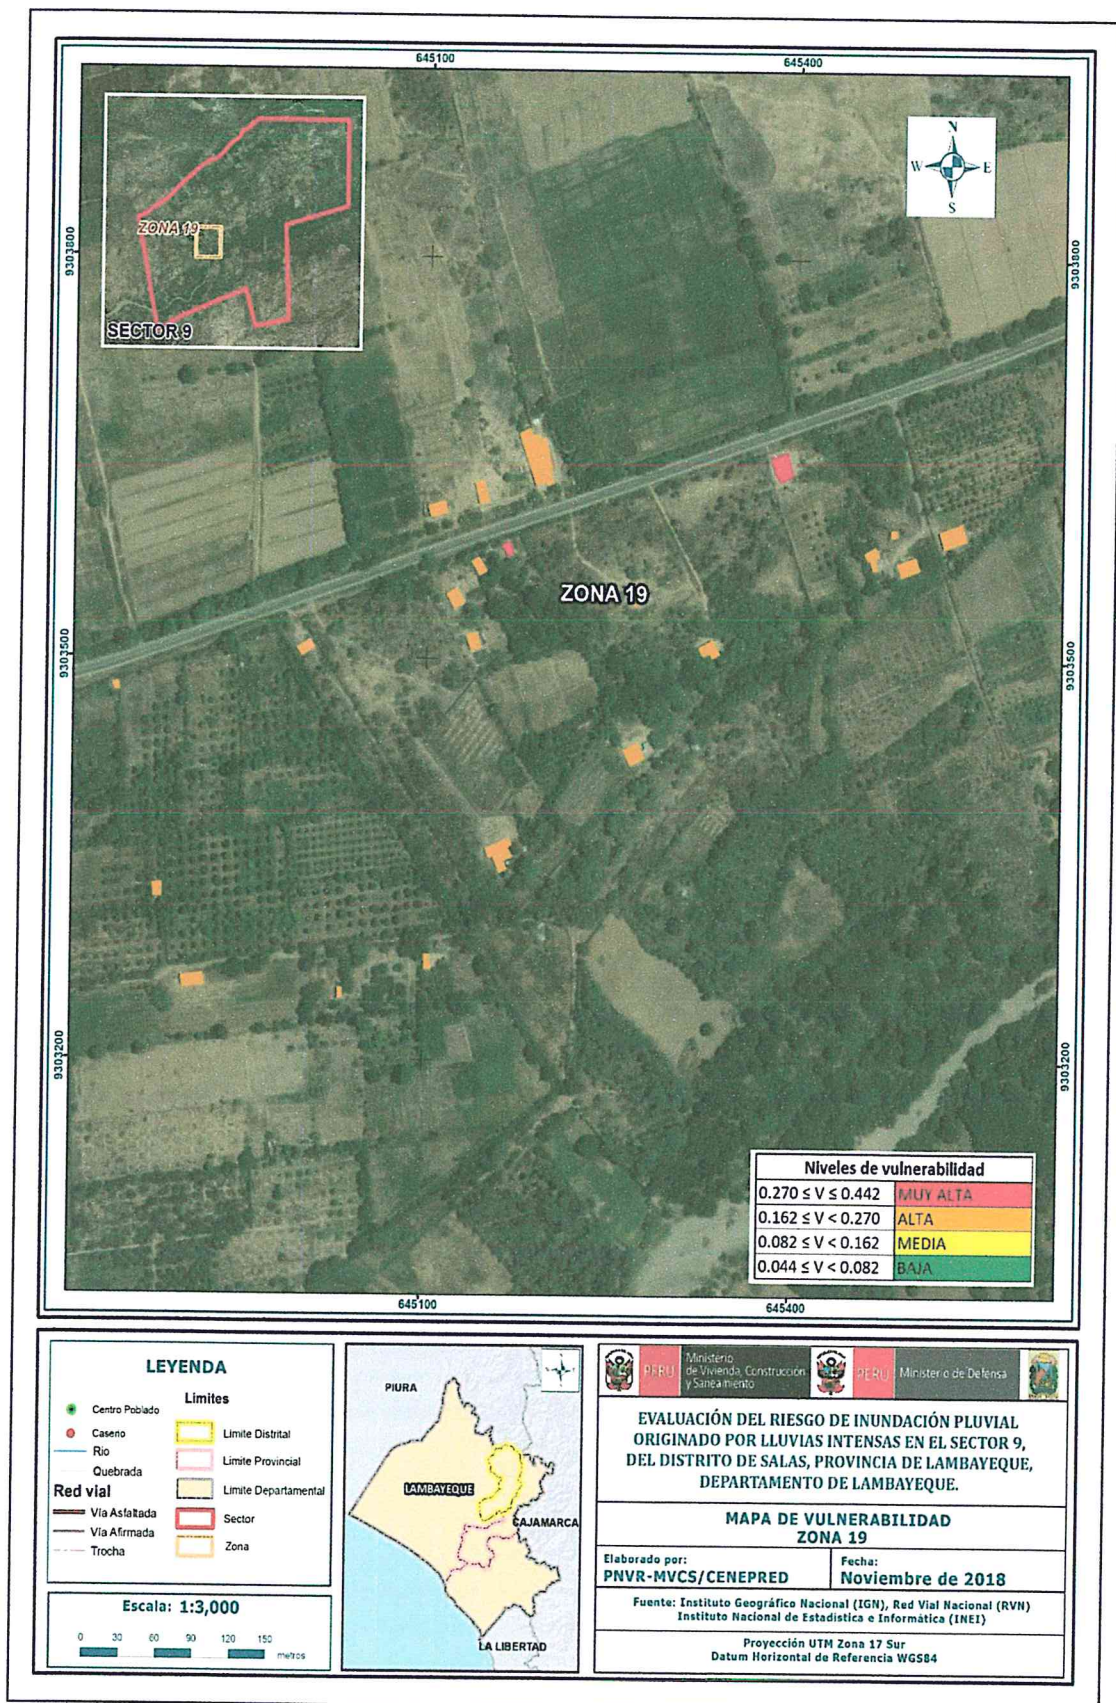 645100
645400
N
W
E
S
ZONA 19
SECTOR 9
9303800
9303800
ZONA 19
9303500
9303500
9303200
9303200
Niveles de vulnerabilidad
0.270 ≤ V ≤ 0.442 MUY ALTA
0.162 ≤ V < 0.270 ALTA
0.082 ≤ V < 0.162 MEDIA
0.044 ≤ V < 0.082 BAJA
645100
645400
LEYENDA
Centro Poblado
Caserio
Rio
Quebrada
Red vial
Vía Asfaltada
Vía Afirmada
Trocha
Limites
Limite Distrital
Limite Provincial
Limite Departamental
Sector
Zona
Escala: 1:3,000
0 30 60 90 120 150
metros
PIURA
LAMBAYEQUE
CAJAMARCA
LA LIBERTAD
PERÚ
Ministerio
de Vivienda, Construcción
y Saneamiento
PERÚ
Ministerio de Defensa
EVALUACIÓN DEL RIESGO DE INUNDACIÓN PLUVIAL
ORIGINADO POR LLUVIAS INTENSAS EN EL SECTOR 9,
DEL DISTRITO DE SALAS, PROVINCIA DE LAMBAYEQUE,
DEPARTAMENTO DE LAMBAYEQUE.
MAPA DE VULNERABILIDAD
ZONA 19
Elaborado por:
PNVR-MVCS/CENEPRED
Fecha:
Noviembre de 2018
Fuente: Instituto Geográfico Nacional (IGN), Red Vial Nacional (RVN)
Instituto Nacional de Estadística e Informática (INEI)
Proyección UTM Zona 17 Sur
Datum Horizontal de Referencia WGS84